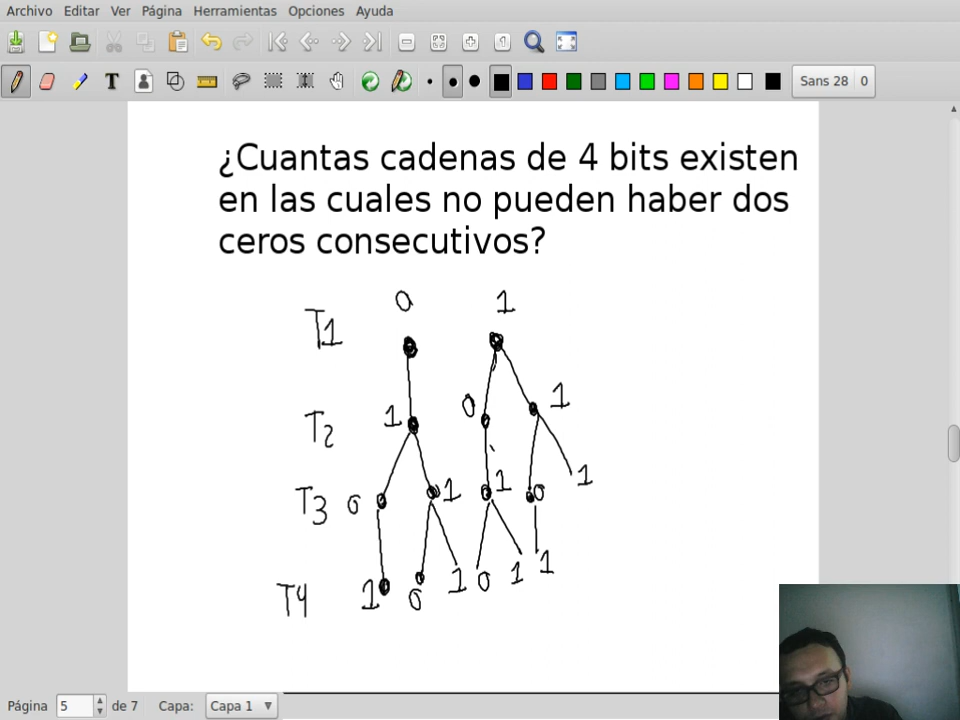 Archivo Editar Ver Página Herramientas Opciones Ayuda
Sans 28 0
¿Cuantas cadenas de 4 bits existen
en las cuales no pueden haber dos
ceros consecutivos?
0 1
T1
T2 1 0 1
T3 0 1 1 0 1
T4 1 0 1 0 1 1
Página 5 de 7 Capa: Capa 1